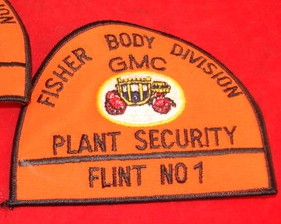 FISHER BODY DIVISION
GMC
PLANT SECURITY
FLINT NO 1